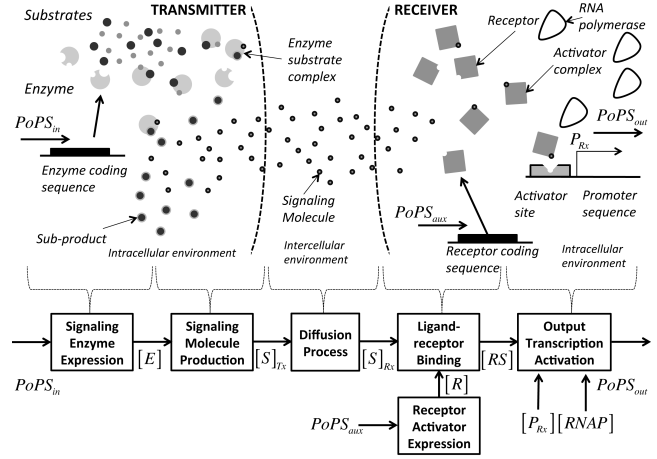 TRANSMITTER
RECEIVER
Substrates
Enzyme
substrate
complex
Receptor
RNA
polymerase
Activator
complex
Enzyme
PoPS_in
PoPS_out
P_Rx
Enzyme coding
sequence
Signaling
Molecule
Activator
site
Promoter
sequence
PoPS_aux
Sub-product
Intracellular environment
Intercellular
environment
Receptor coding
sequence
Intracellular
environment
Signaling
Enzyme
Expression
[E]
Signaling
Molecule
Production
[S]_Tx
Diffusion
Process
[S]_Rx
Ligand-
receptor
Binding
[RS]
Output
Transcription
Activation
PoPS_in
PoPS_out
[R]
[P_Rx] [RNAP]
PoPS_aux
Receptor
Activator
Expression